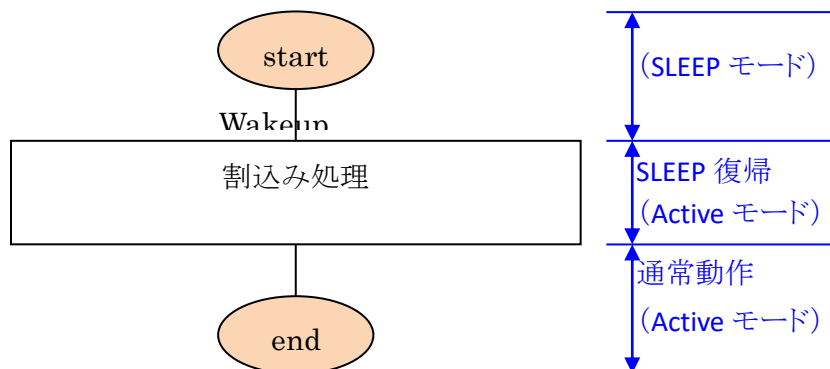 start
(SLEEP モード)
Wakeup
割込み処理
SLEEP 復帰
(Active モード)
通常動作
(Active モード)
end